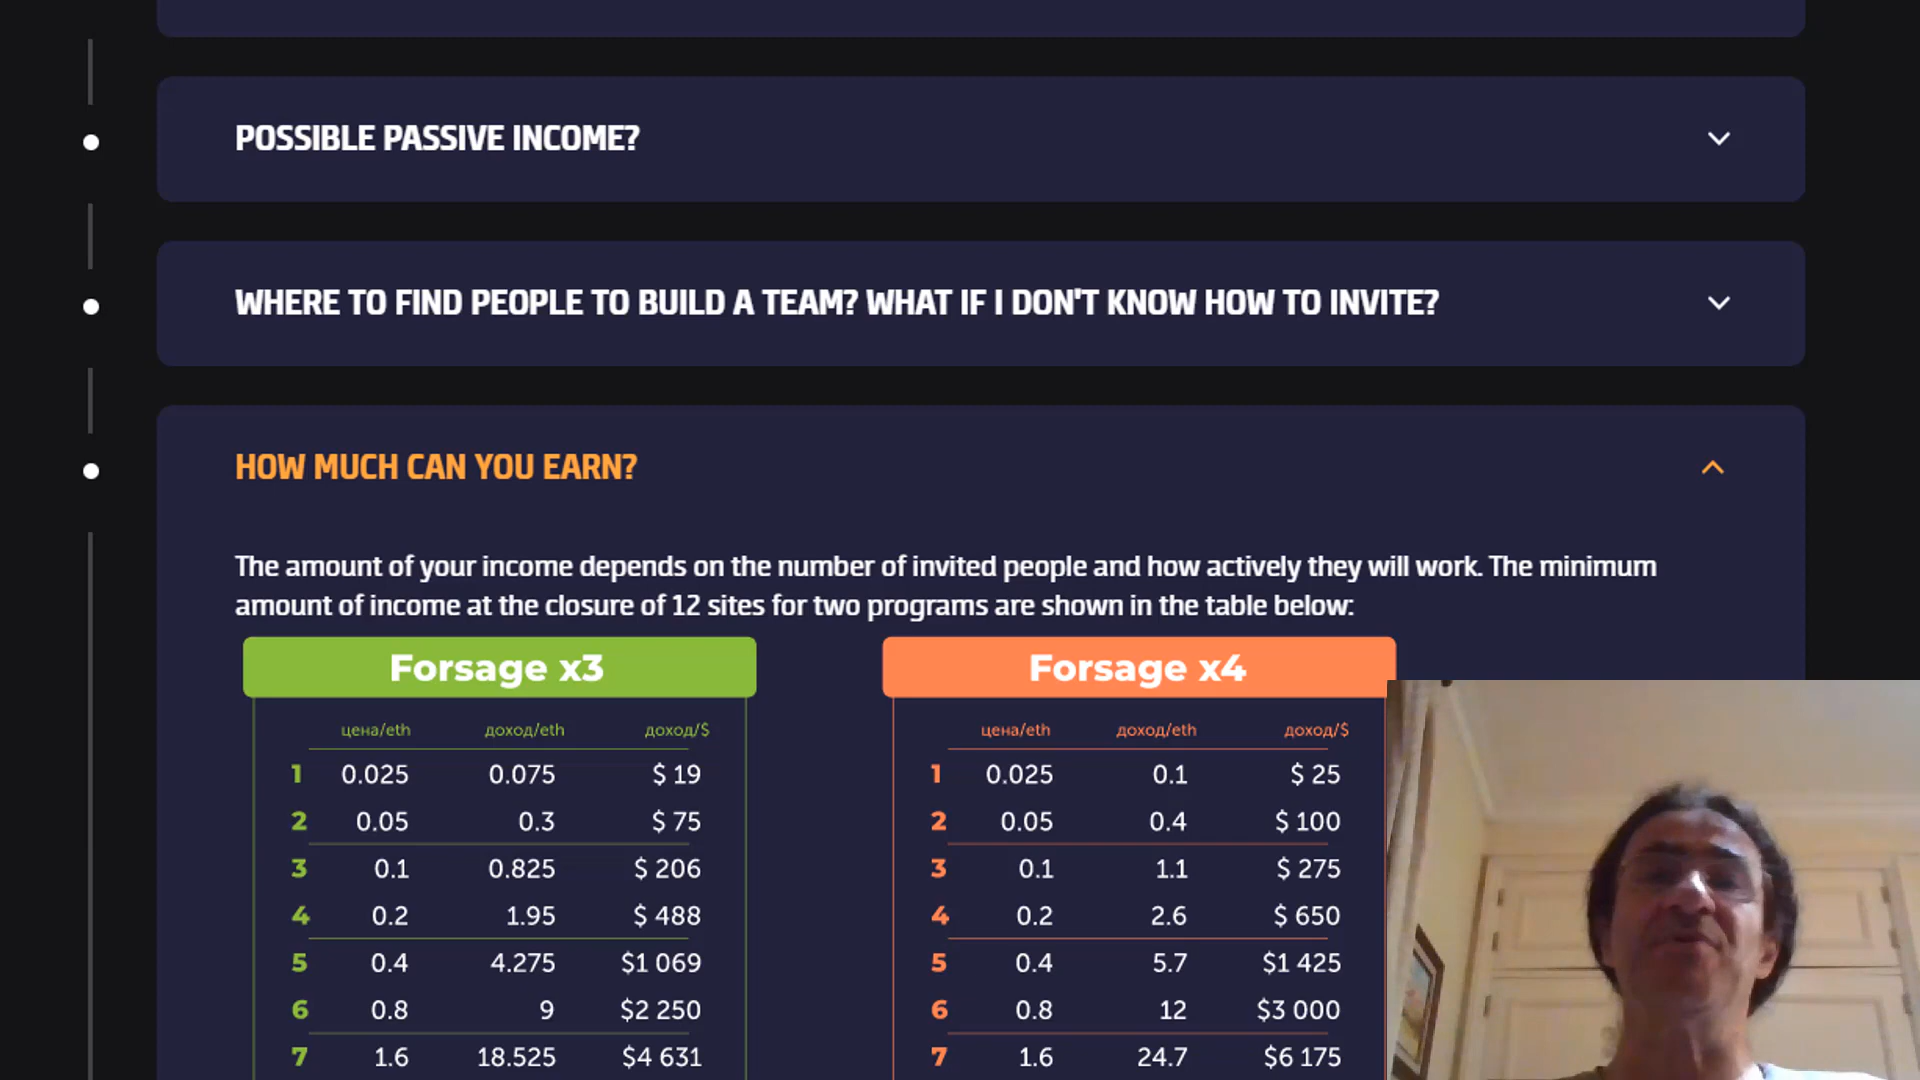 POSSIBLE PASSIVE INCOME?
WHERE TO FIND PEOPLE TO BUILD A TEAM? WHAT IF I DON'T KNOW HOW TO INVITE?
HOW MUCH CAN YOU EARN?
The amount of your income depends on the number of invited people and how actively they will work. The minimum
amount of income at the closure of 12 sites for two programs are shown in the table below:
Forsage x3
цена/eth доход/eth доход/$
1 0.025 0.075 $ 19
2 0.05 0.3 $ 75
3 0.1 0.825 $ 206
4 0.2 1.95 $ 488
5 0.4 4.275 $1 069
6 0.8 9 $2 250
7 1.6 18.525 $4 631
Forsage x4
цена/eth доход/eth доход/$
1 0.025 0.1 $ 25
2 0.05 0.4 $ 100
3 0.1 1.1 $ 275
4 0.2 2.6 $ 650
5 0.4 5.7 $1 425
6 0.8 12 $3 000
7 1.6 24.7 $6 175